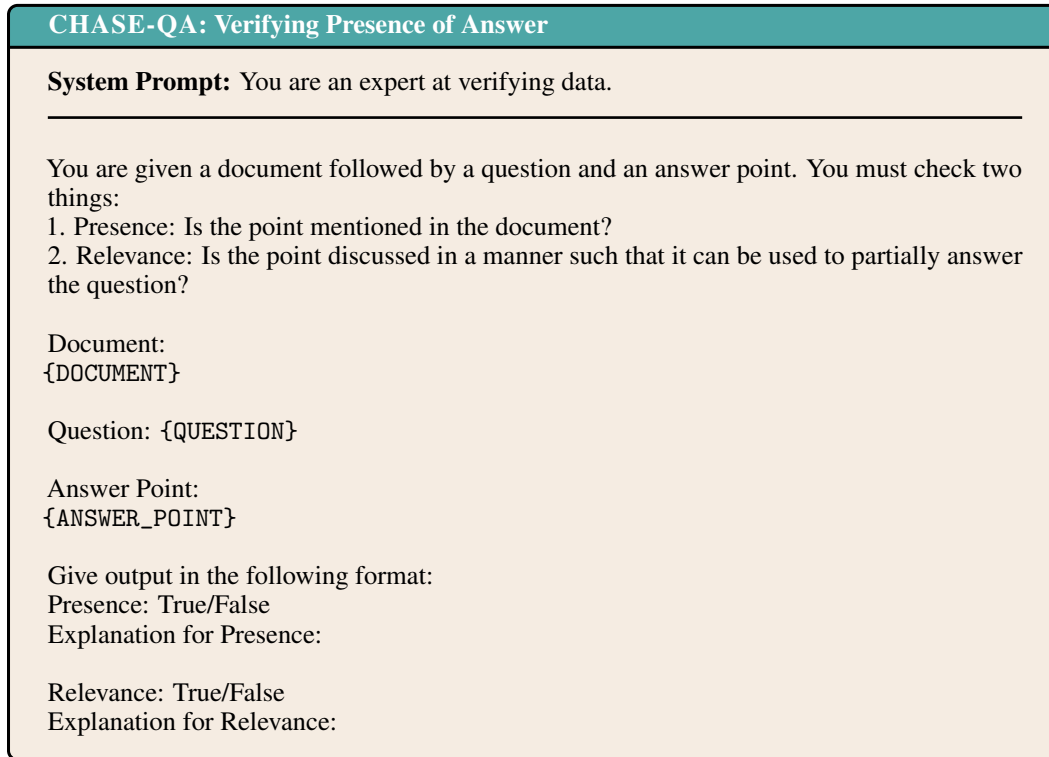 CHASE-QA: Verifying Presence of Answer
System Prompt: You are an expert at verifying data.
You are given a document followed by a question and an answer point. You must check two
things:
1. Presence: Is the point mentioned in the document?
2. Relevance: Is the point discussed in a manner such that it can be used to partially answer
the question?
Document:
{DOCUMENT}
Question: {QUESTION}
Answer Point:
{ANSWER_POINT}
Give output in the following format:
Presence: True/False
Explanation for Presence:
Relevance: True/False
Explanation for Relevance: